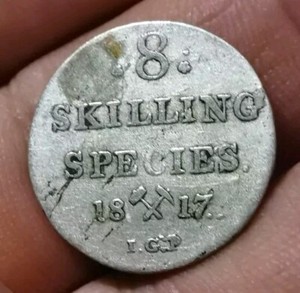 :8:
SKILLING
SPECIES.
18 17.
I.G.P